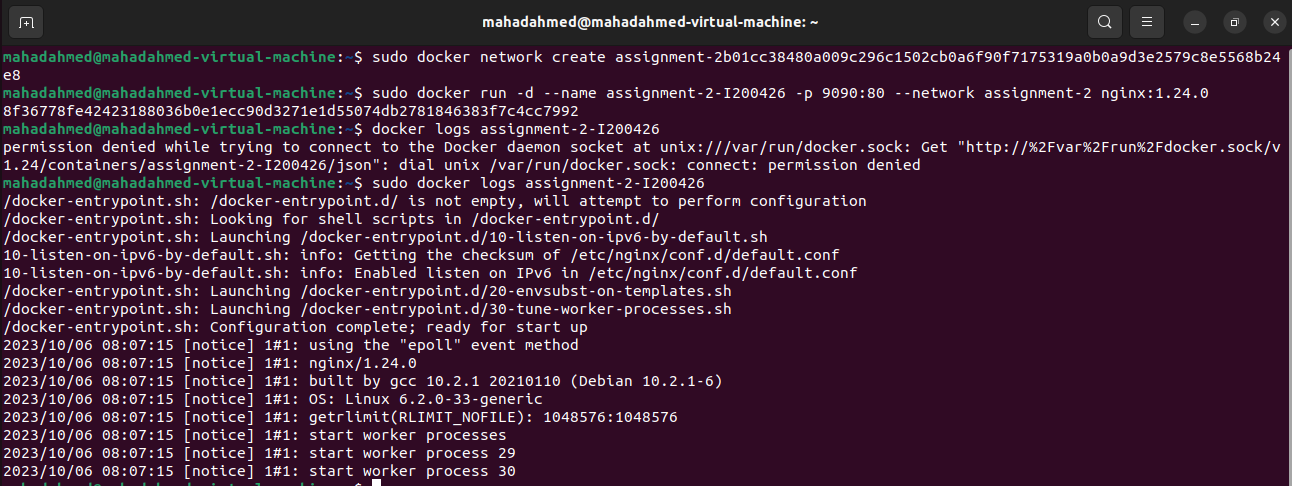 mahadahmed@mahadahmed-virtual-machine: ~
mahadahmed@mahadahmed-virtual-machine:~$ sudo docker network create assignment-2b01cc38480a009c296c1502cb0a6f90f7175319a0b0a9d3e2579c8e5568b24
e8
mahadahmed@mahadahmed-virtual-machine:~$ sudo docker run -d --name assignment-2-I200426 -p 9090:80 --network assignment-2 nginx:1.24.0
8f36778fe42423188036b0e1ecc90d3271e1d55074db2781846383f7c4cc7992
mahadahmed@mahadahmed-virtual-machine:~$ docker logs assignment-2-I200426
permission denied while trying to connect to the Docker daemon socket at unix:///var/run/docker.sock: Get "http://%2Fvar%2Frun%2Fdocker.sock/v
1.24/containers/assignment-2-I200426/json": dial unix /var/run/docker.sock: connect: permission denied
mahadahmed@mahadahmed-virtual-machine:~$ sudo docker logs assignment-2-I200426
/docker-entrypoint.sh: /docker-entrypoint.d/ is not empty, will attempt to perform configuration
/docker-entrypoint.sh: Looking for shell scripts in /docker-entrypoint.d/
/docker-entrypoint.sh: Launching /docker-entrypoint.d/10-listen-on-ipv6-by-default.sh
10-listen-on-ipv6-by-default.sh: info: Getting the checksum of /etc/nginx/conf.d/default.conf
10-listen-on-ipv6-by-default.sh: info: Enabled listen on IPv6 in /etc/nginx/conf.d/default.conf
/docker-entrypoint.sh: Launching /docker-entrypoint.d/20-envsubst-on-templates.sh
/docker-entrypoint.sh: Launching /docker-entrypoint.d/30-tune-worker-processes.sh
/docker-entrypoint.sh: Configuration complete; ready for start up
2023/10/06 08:07:15 [notice] 1#1: using the "epoll" event method
2023/10/06 08:07:15 [notice] 1#1: nginx/1.24.0
2023/10/06 08:07:15 [notice] 1#1: built by gcc 10.2.1 20210110 (Debian 10.2.1-6)
2023/10/06 08:07:15 [notice] 1#1: OS: Linux 6.2.0-33-generic
2023/10/06 08:07:15 [notice] 1#1: getrlimit(RLIMIT_NOFILE): 1048576:1048576
2023/10/06 08:07:15 [notice] 1#1: start worker processes
2023/10/06 08:07:15 [notice] 1#1: start worker process 29
2023/10/06 08:07:15 [notice] 1#1: start worker process 30